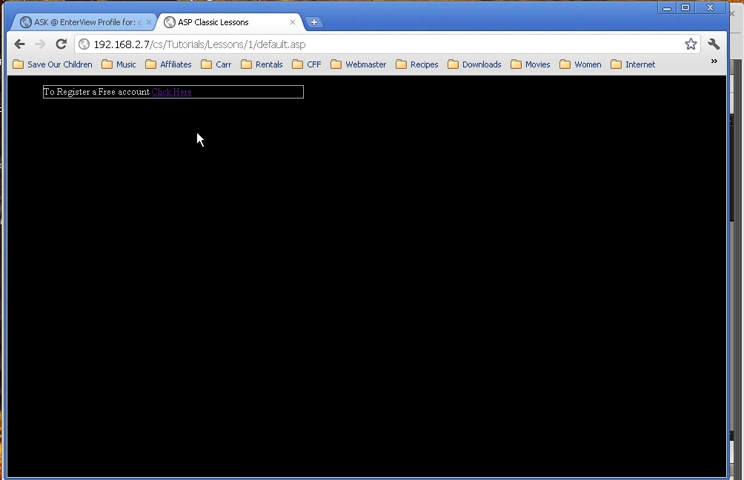 ASK @ EnterView Profile for:
ASP Classic Lessons
192.168.2.7/cs/Tutorials/Lessons/1/default.asp
Save Our Children Music Affiliates Carr Rentals CFF Webmaster Recipes Downloads Movies Women Internet »
To Register a Free account Click Here